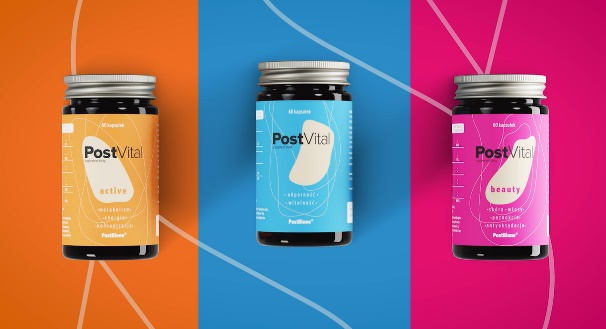 60 kapsułek
PostVital
active
-metabolizm-
-energia-
-koncentracja-
PostBiome®
60 kapsułek
PostVital
-odporność-
-witalność-
PostBiome®
60 kapsułek
PostVital
beauty
-skóra-włosy-
-paznokcie-
-antyoksydacja-
PostBiome®